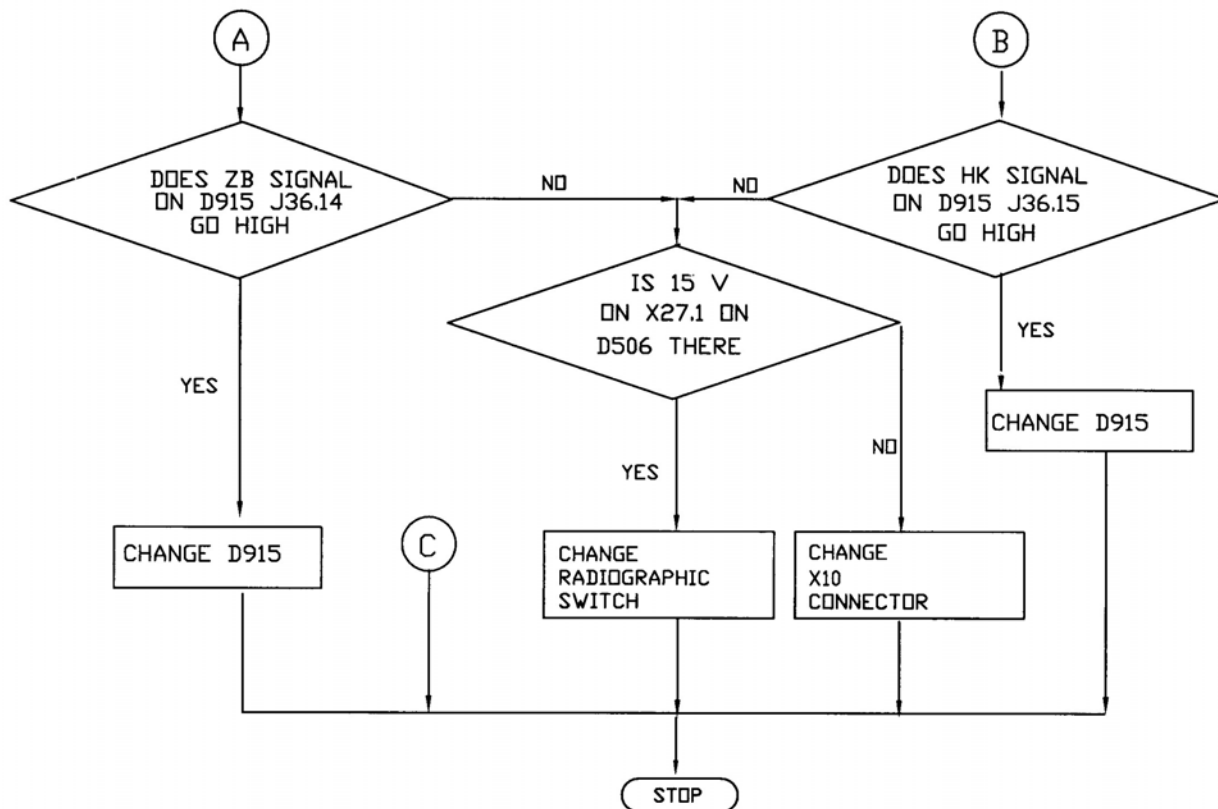 A
B
DOES ZB SIGNAL
ON D915 J36.14
GO HIGH
NO
NO
DOES HK SIGNAL
ON D915 J36.15
GO HIGH
IS 15 V
ON X27.1 ON
D506 THERE
YES
YES
CHANGE D915
NO
YES
CHANGE D915
C
CHANGE
RADIOGRAPHIC
SWITCH
CHANGE
X10
CONNECTOR
STOP